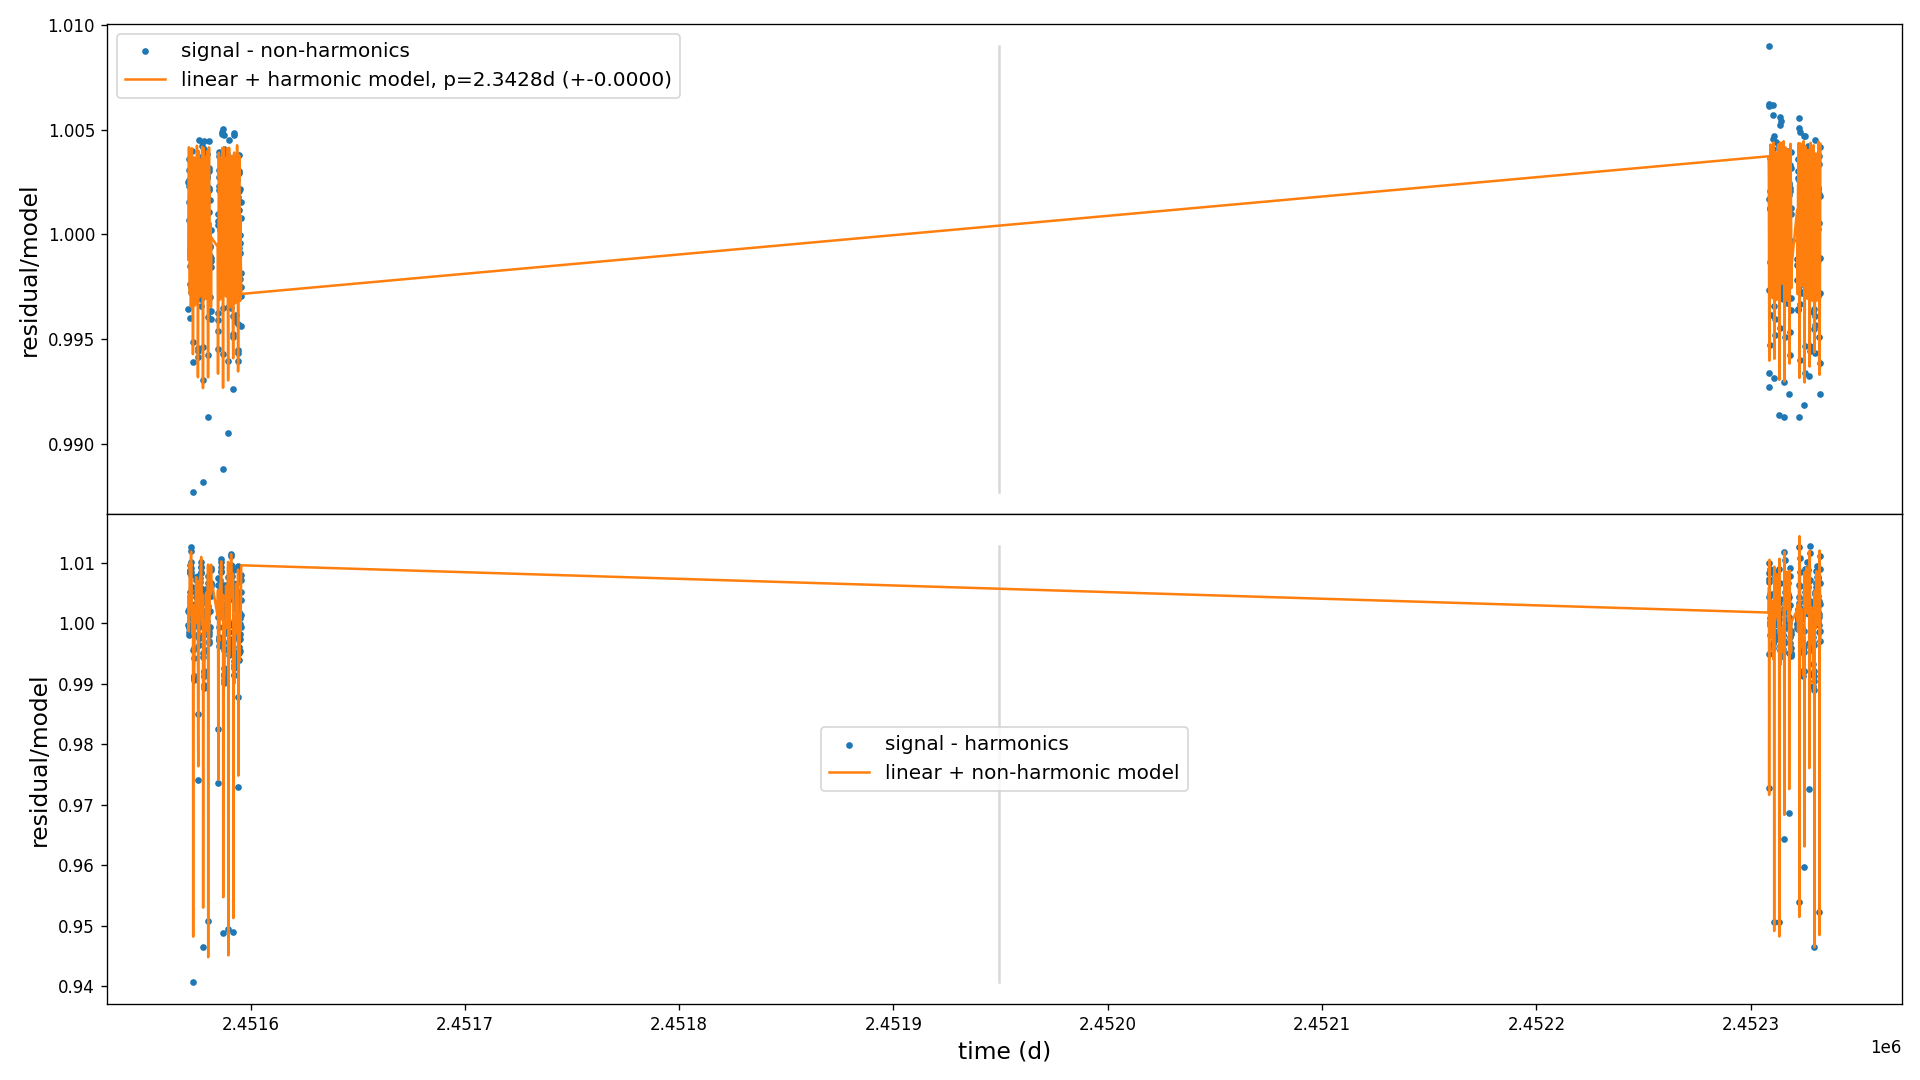 1.010
signal - non-harmonics
linear + harmonic model, p=2.3428d (+-0.0000)
1.005
1.000
0.995
0.990
residual/model
1.01
1.00
0.99
0.98
0.97
0.96
0.95
0.94
residual/model
signal - harmonics
linear + non-harmonic model
2.4516 2.4517 2.4518 2.4519 2.4520 2.4521 2.4522 2.4523
1e6
time (d)